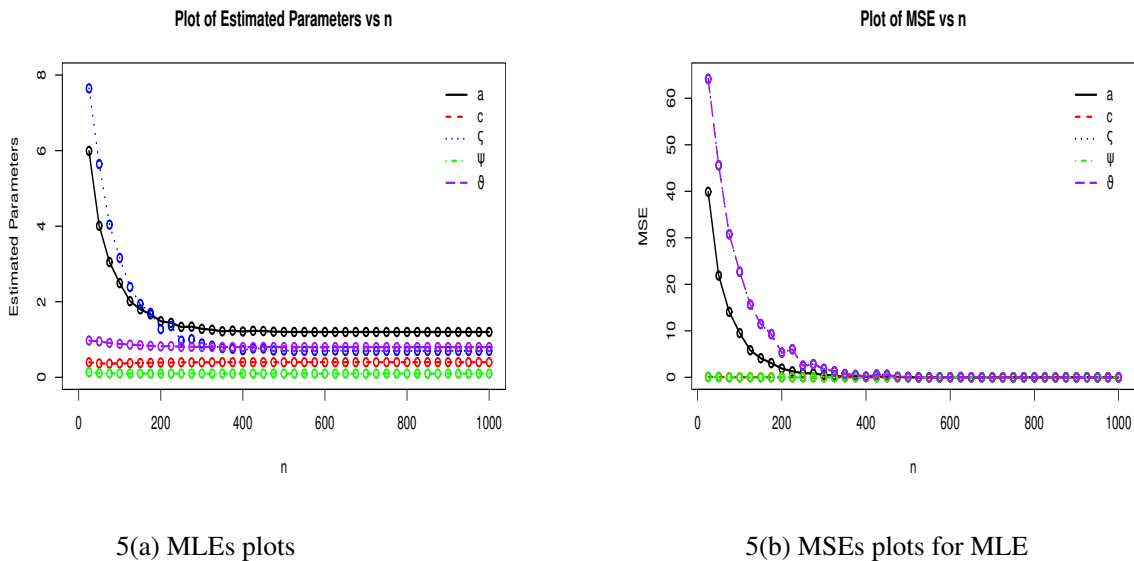 Plot of Estimated Parameters vs n
Estimated Parameters
8
6
4
2
0
0 200 400 600 800 1000
n
a
c
ς
ψ
ϑ
5(a) MLEs plots
Plot of MSE vs n
MSE
60
50
40
30
20
10
0
0 200 400 600 800 1000
n
a
c
ς
ψ
ϑ
5(b) MSEs plots for MLE